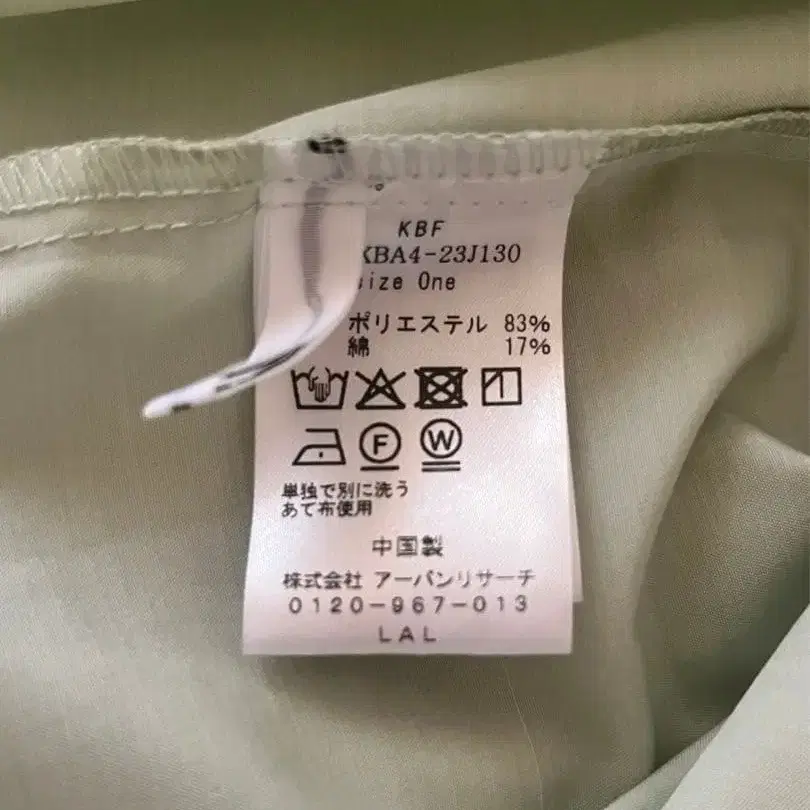 KBF
KBA4-23J130
size One
ポリエステル 83%
綿 17%
F W
単独で別に洗う
あて布使用
中国製
株式会社 アーバンリサーチ
0120-967-013
LAL